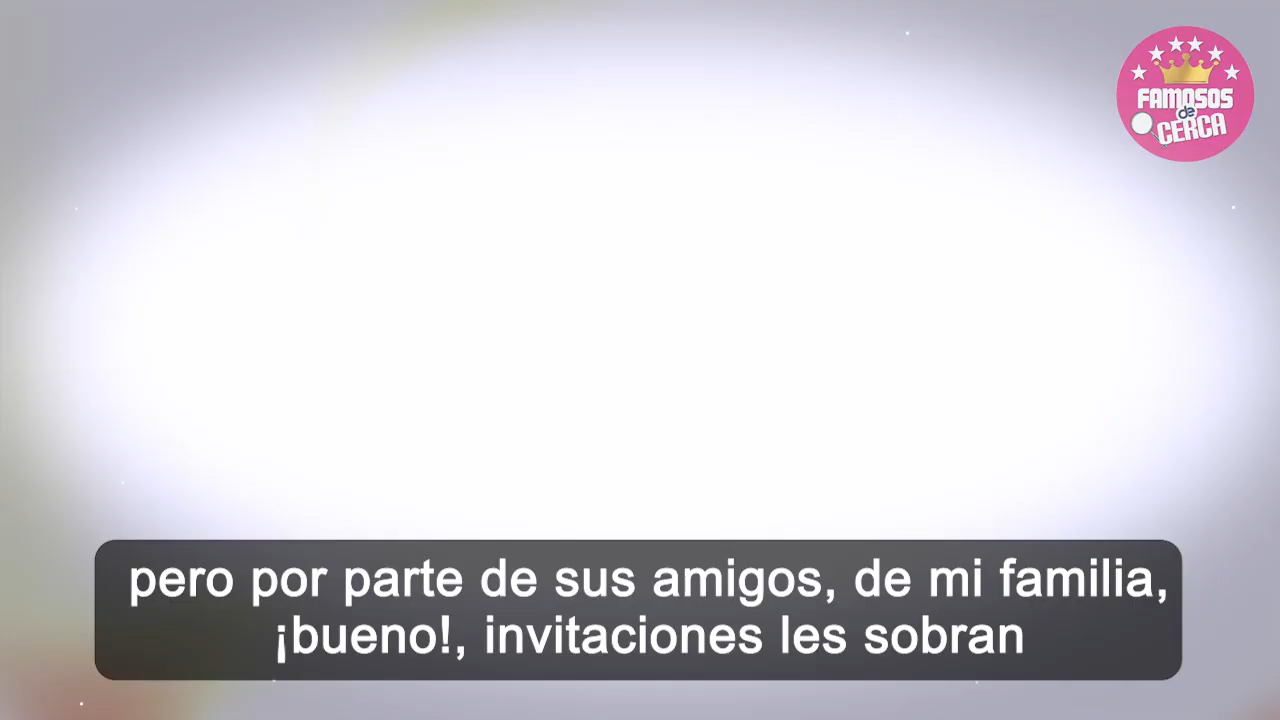 FAMOSOS
de
CERCA
pero por parte de sus amigos, de mi familia,
¡bueno!, invitaciones les sobran